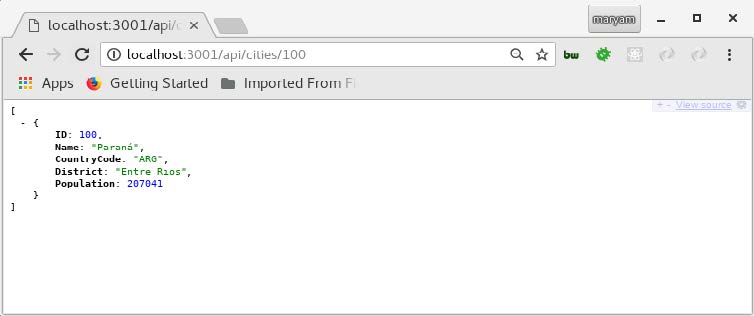 localhost:3001/api/c
maryam
localhost:3001/api/cities/100
bw
Apps Getting Started Imported From Fi
+ - View source
[
- {
ID: 100,
Name: "Paraná",
CountryCode: "ARG",
District: "Entre Rios",
Population: 207041
}
]